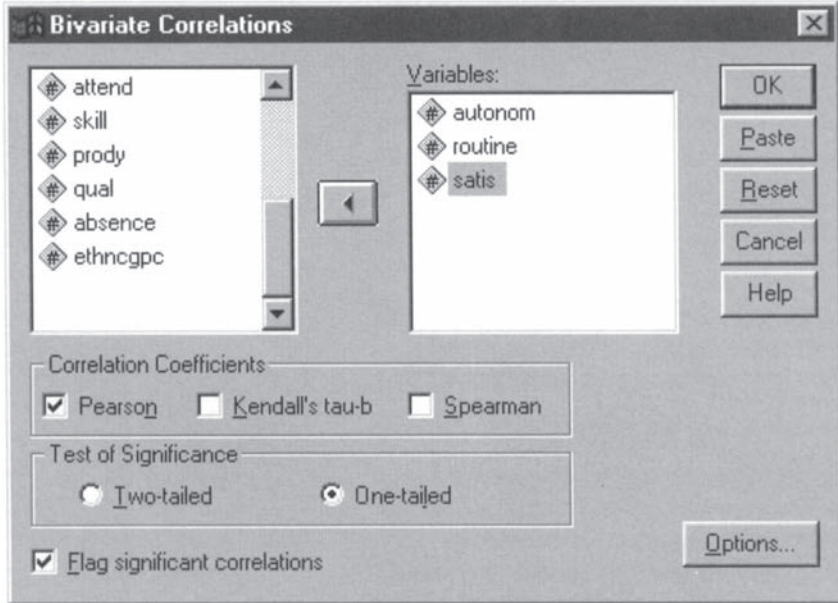 Bivariate Correlations
attend
skill
prody
qual
absence
ethncgpc
Variables:
autonom
routine
satis
OK
Paste
Reset
Cancel
Help
Correlation Coefficients
Pearson
Kendall's tau-b
Spearman
Test of Significance
Two-tailed
One-tailed
Flag significant correlations
Options...